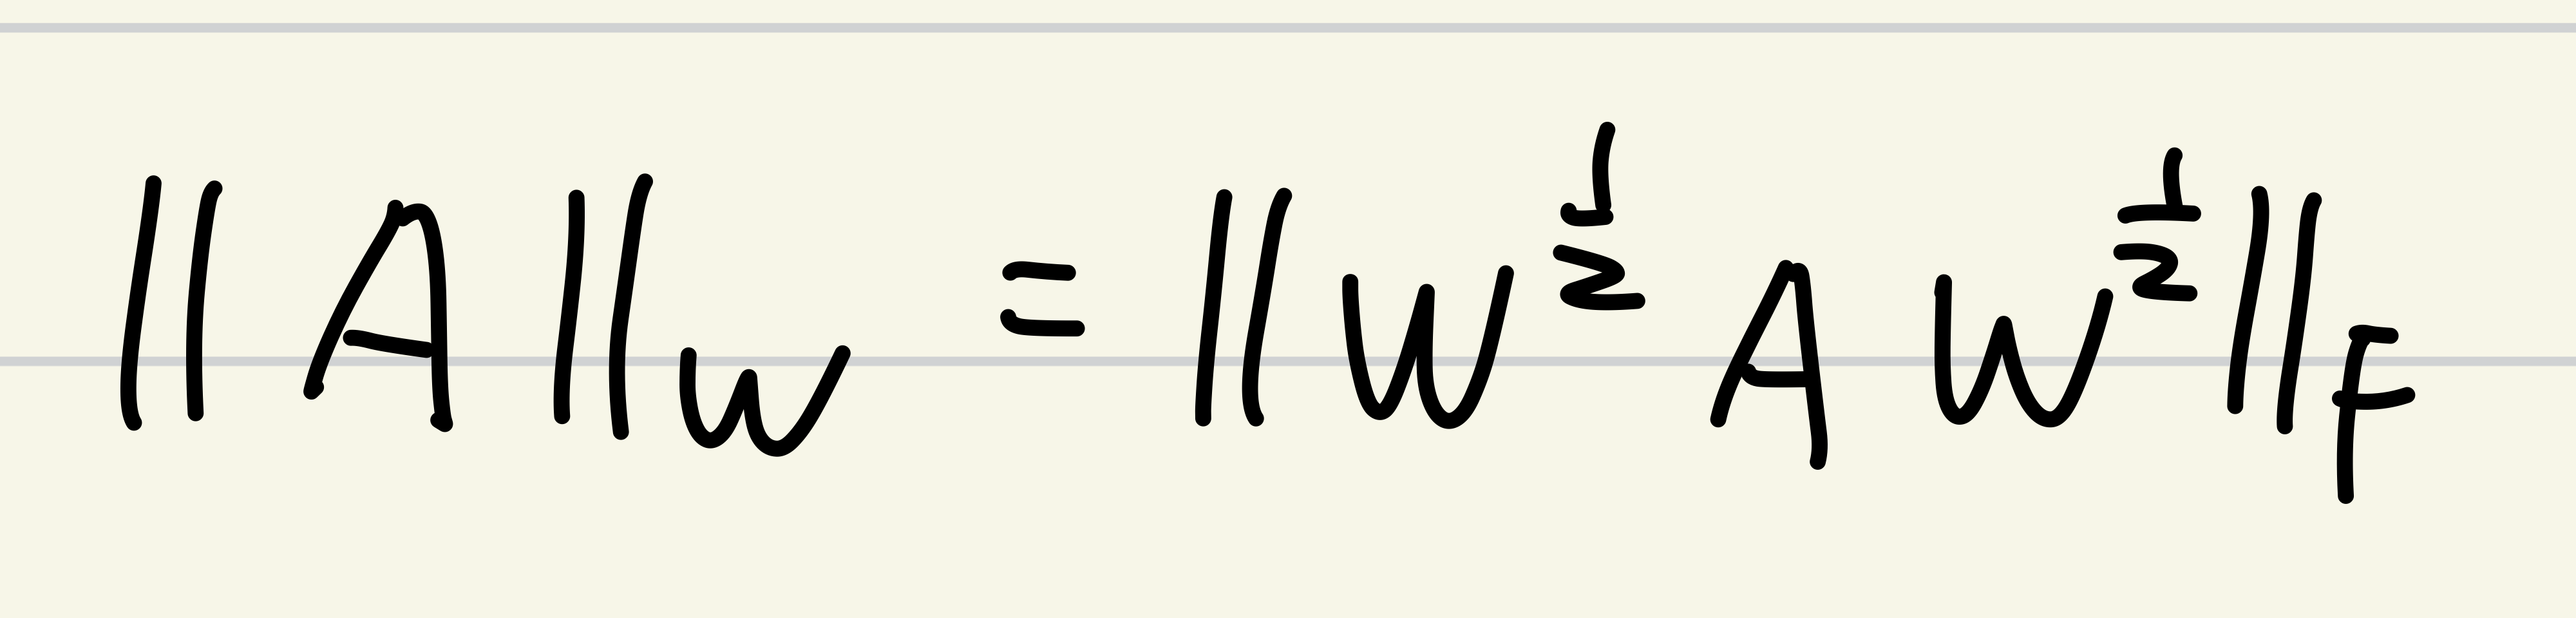 ‖A‖_W = ‖W^{1/2} A W^{1/2}‖_F